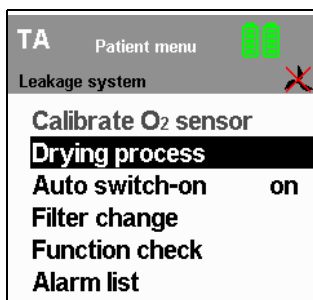 TA Patient menu
Leakage system
Calibrate O₂ sensor
Drying process
Auto switch-on on
Filter change
Function check
Alarm list